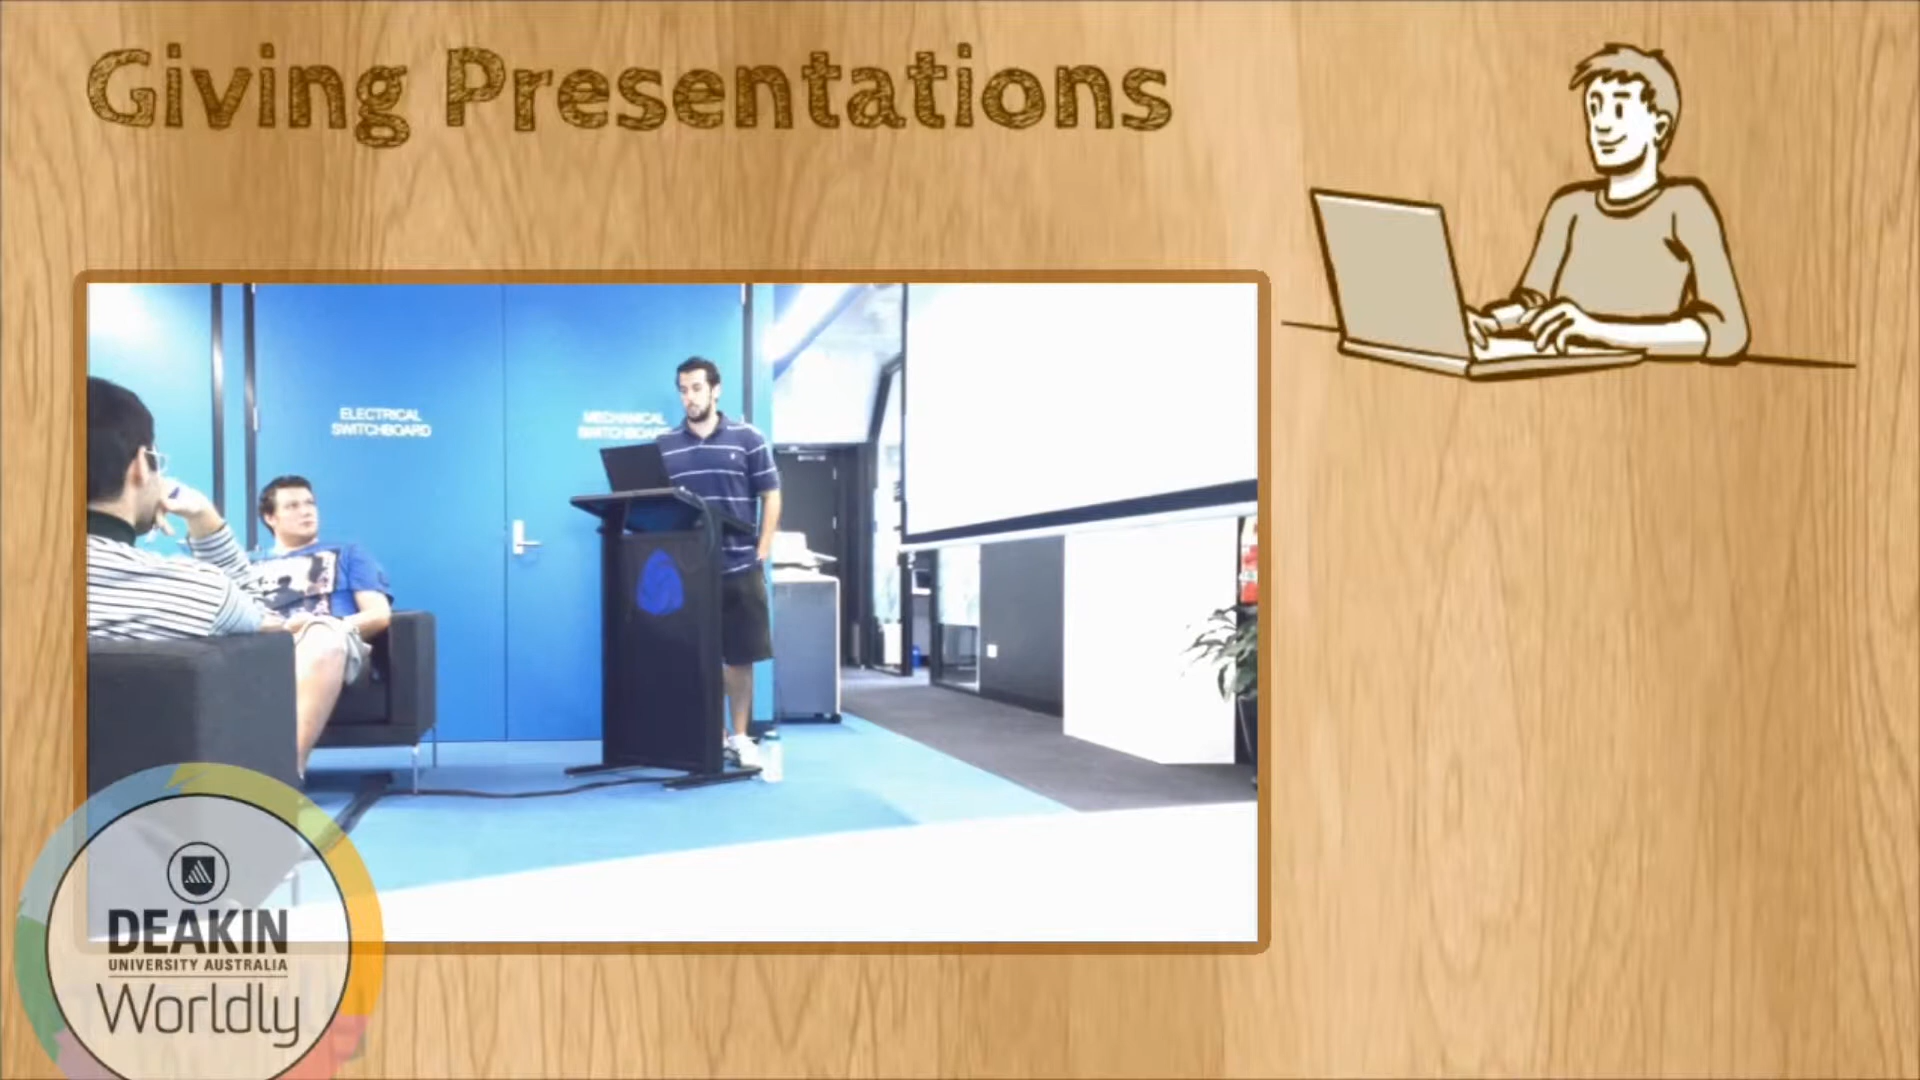 Giving Presentations
ELECTRICAL
SWITCHBOARD
MECHANICAL
SWITCHBOARD
DEAKIN
UNIVERSITY AUSTRALIA
Worldly